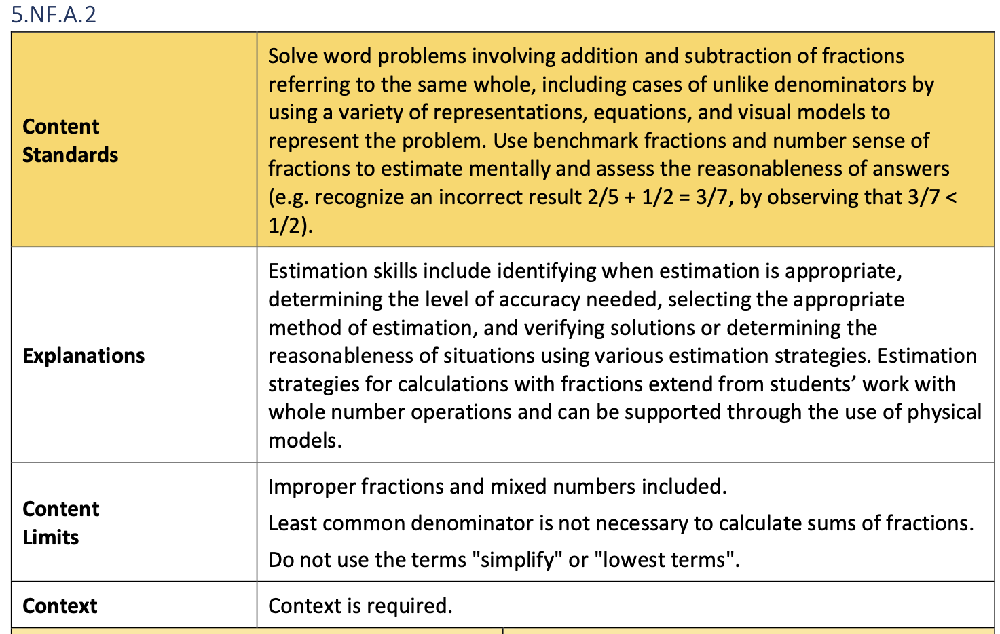 5.NF.A.2
Content
Standards
Solve word problems involving addition and subtraction of fractions
referring to the same whole, including cases of unlike denominators by
using a variety of representations, equations, and visual models to
represent the problem. Use benchmark fractions and number sense of
fractions to estimate mentally and assess the reasonableness of answers
(e.g. recognize an incorrect result 2/5 + 1/2 = 3/7, by observing that 3/7 <
1/2).
Explanations
Estimation skills include identifying when estimation is appropriate,
determining the level of accuracy needed, selecting the appropriate
method of estimation, and verifying solutions or determining the
reasonableness of situations using various estimation strategies. Estimation
strategies for calculations with fractions extend from students’ work with
whole number operations and can be supported through the use of physical
models.
Content
Limits
Improper fractions and mixed numbers included.
Least common denominator is not necessary to calculate sums of fractions.
Do not use the terms "simplify" or "lowest terms".
Context
Context is required.